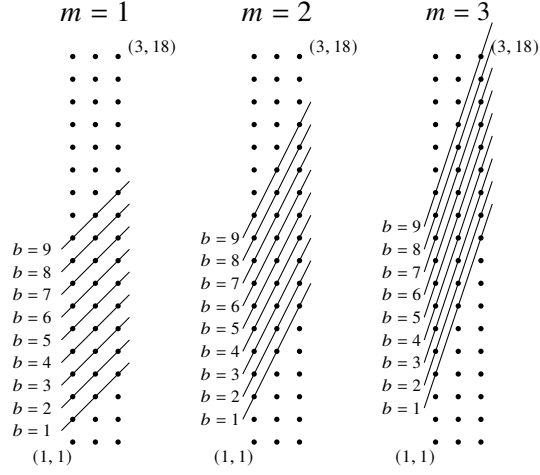 m = 1
m = 2
m = 3
(3, 18)
(3, 18)
(3, 18)
b = 9
b = 8
b = 7
b = 6
b = 5
b = 4
b = 3
b = 2
b = 1
b = 9
b = 8
b = 7
b = 6
b = 5
b = 4
b = 3
b = 2
b = 1
b = 9
b = 8
b = 7
b = 6
b = 5
b = 4
b = 3
b = 2
b = 1
(1, 1)
(1, 1)
(1, 1)